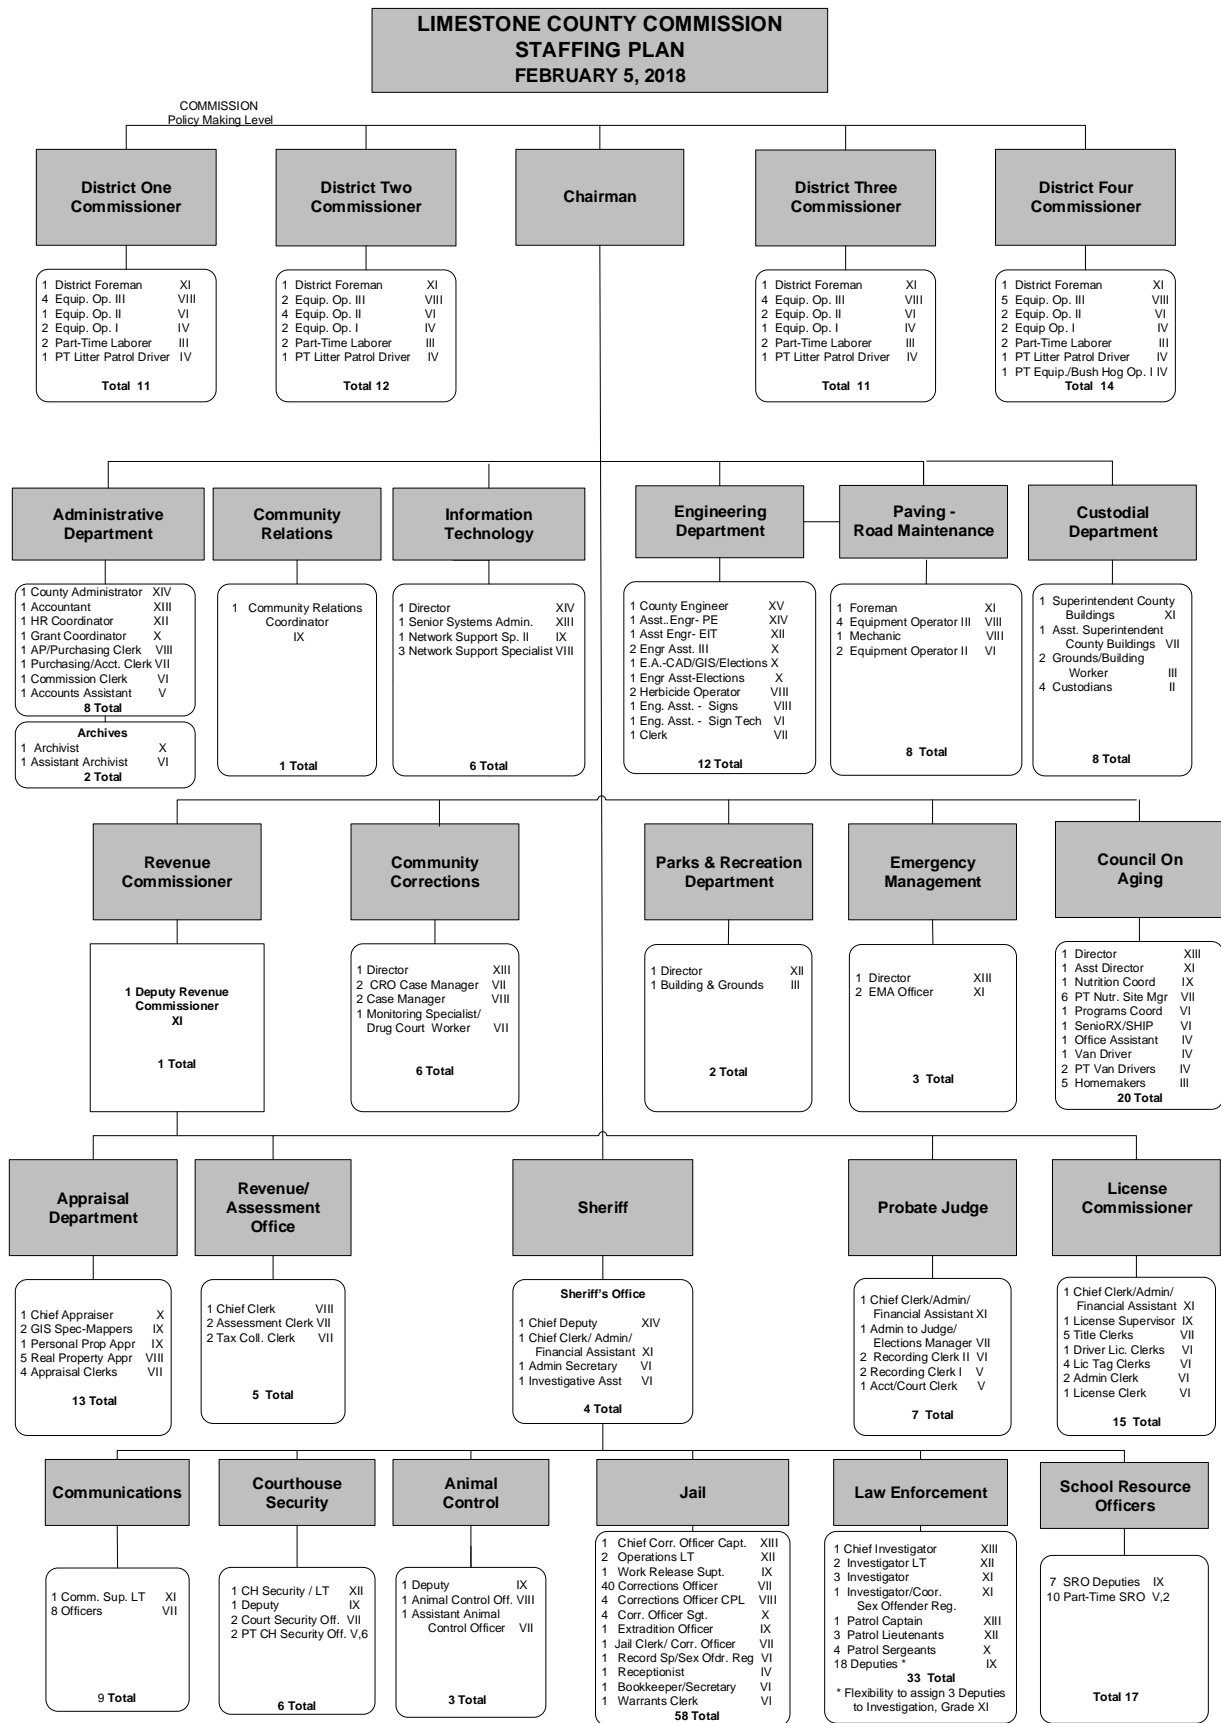 LIMESTONE COUNTY COMMISSION
STAFFING PLAN
FEBRUARY 5, 2018
COMMISSION
Policy Making Level
District One
Commissioner
District Two
Commissioner
Chairman
District Three
Commissioner
District Four
Commissioner
1 District Foreman XI
4 Equip. Op. III VIII
1 Equip. Op. II VI
2 Equip. Op. I IV
2 Part-Time Laborer III
1 PT Litter Patrol Driver IV
Total 11
1 District Foreman XI
2 Equip. Op. III VIII
4 Equip. Op. II VI
2 Equip. Op. I IV
2 Part-Time Laborer III
1 PT Litter Patrol Driver IV
Total 12
1 District Foreman XI
4 Equip. Op. III VIII
2 Equip. Op. II VI
1 Equip. Op. I IV
2 Part-Time Laborer III
1 PT Litter Patrol Driver IV
Total 11
1 District Foreman XI
5 Equip. Op. III VIII
2 Equip. Op. II VI
2 Equip Op. I IV
2 Part-Time Laborer III
1 PT Litter Patrol Driver IV
1 PT Equip./Bush Hog Op. I IV
Total 14
Administrative
Department
Community
Relations
Information
Technology
Engineering
Department
Paving -
Road Maintenance
Custodial
Department
1 County Administrator XIV
1 Accountant XIII
1 HR Coordinator XII
1 Grant Coordinator X
1 AP/Purchasing Clerk VIII
1 Purchasing/Acct. Clerk VII
1 Commission Clerk VI
1 Accounts Assistant V
8 Total
Archives
1 Archivist X
1 Assistant Archivist VI
2 Total
1 Community Relations
Coordinator
IX
1 Total
1 Director XIV
1 Senior Systems Admin. XIII
1 Network Support Sp. II IX
3 Network Support Specialist VIII
6 Total
1 County Engineer XV
1 Asst..Engr- PE XIV
1 Asst Engr- EIT XII
2 Engr Asst. III X
1 E.A.-CAD/GIS/Elections X
1 Engr Asst-Elections X
2 Herbicide Operator VIII
1 Eng. Asst. - Signs VIII
1 Eng. Asst. - Sign Tech VI
1 Clerk VII
12 Total
1 Foreman XI
4 Equipment Operator III VIII
1 Mechanic VIII
2 Equipment Operator II VI
8 Total
1 Superintendent County
Buildings XI
1 Asst. Superintendent
County Buildings VII
2 Grounds/Building
Worker III
4 Custodians II
8 Total
Revenue
Commissioner
Community
Corrections
Parks & Recreation
Department
Emergency
Management
Council On
Aging
1 Deputy Revenue
Commissioner
XI
1 Total
1 Director XIII
2 CRO Case Manager VII
2 Case Manager VIII
1 Monitoring Specialist/
Drug Court Worker VII
6 Total
1 Director XII
1 Building & Grounds III
2 Total
1 Director XIII
2 EMA Officer XI
3 Total
1 Director XIII
1 Asst Director XI
1 Nutrition Coord IX
6 PT Nutr. Site Mgr VII
1 Programs Coord VI
1 SenioRX/SHIP VI
1 Office Assistant IV
1 Van Driver IV
2 PT Van Drivers IV
5 Homemakers III
20 Total
Appraisal
Department
Revenue/
Assessment
Office
Sheriff
Probate Judge
License
Commissioner
1 Chief Appraiser X
2 GIS Spec-Mappers IX
1 Personal Prop Appr IX
5 Real Property Appr VIII
4 Appraisal Clerks VII
13 Total
1 Chief Clerk VIII
2 Assessment Clerk VII
2 Tax Coll. Clerk VII
5 Total
Sheriff's Office
1 Chief Deputy XIV
1 Chief Clerk/ Admin/
Financial Assistant XI
1 Admin Secretary VI
1 Investigative Asst VI
4 Total
1 Chief Clerk/Admin/
Financial Assistant XI
1 Admin to Judge/
Elections Manager VII
2 Recording Clerk II VI
2 Recording Clerk I V
1 Acct/Court Clerk V
7 Total
1 Chief Clerk/Admin/
Financial Assistant XI
1 License Supervisor IX
5 Title Clerks VII
1 Driver Lic. Clerks VI
4 Lic Tag Clerks VI
2 Admin Clerk VI
1 License Clerk VI
15 Total
Communications
Courthouse
Security
Animal
Control
Jail
Law Enforcement
School Resource
Officers
1 Comm. Sup. LT XI
8 Officers VII
9 Total
1 CH Security / LT XII
1 Deputy IX
2 Court Security Off. VII
2 PT CH Security Off. V,6
6 Total
1 Deputy IX
1 Animal Control Off. VIII
1 Assistant Animal
Control Officer VII
3 Total
1 Chief Corr. Officer Capt. XIII
2 Operations LT XII
1 Work Release Supt. IX
40 Corrections Officer VII
4 Corrections Officer CPL VIII
4 Corr. Officer Sgt. X
1 Extradition Officer IX
1 Jail Clerk/ Corr. Officer VII
1 Record Sp/Sex Ofdr. Reg VI
1 Receptionist IV
1 Bookkeeper/Secretary VI
1 Warrants Clerk VI
58 Total
1 Chief Investigator XIII
2 Investigator LT XII
3 Investigator XI
1 Investigator/Coor. XI
Sex Offender Reg.
1 Patrol Captain XIII
3 Patrol Lieutenants XII
4 Patrol Sergeants X
18 Deputies * IX
33 Total
* Flexibility to assign 3 Deputies
to Investigation, Grade XI
7 SRO Deputies IX
10 Part-Time SRO V,2
Total 17